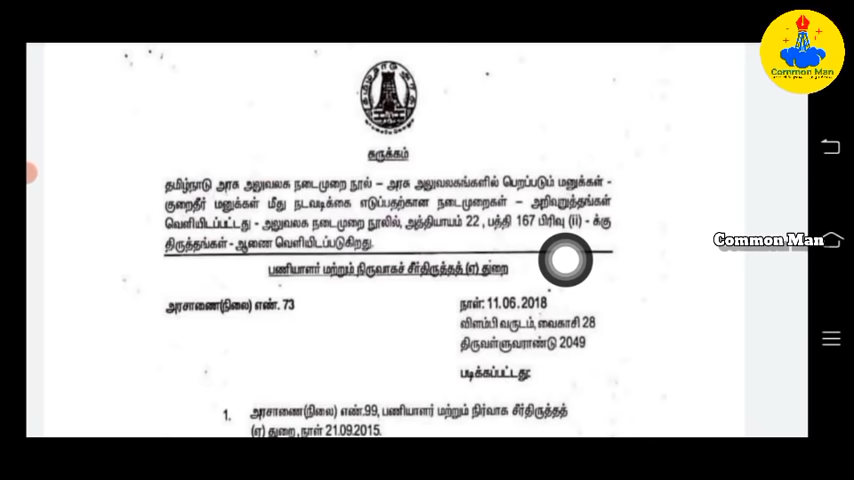 Common Man
சுருக்கம்
தமிழ்நாடு அரசு அலுவலக நடைமுறை நூல் – அரசு அலுவலகங்களில் பெறப்படும் மனுக்கள் -
குறைதீர் மனுக்கள் மீது நடவடிக்கை எடுப்பதற்கான நடைமுறைகள் – அறிவுறுத்தங்கள்
வெளியிடப்பட்டது - அலுவலக நடைமுறை நூலில், அத்தியாயம் 22 , பத்தி 167 பிரிவு (ii) - க்கு
திருத்தங்கள் - ஆணை வெளியிடப்படுகிறது.
Common Man
பணியாளர் மற்றும் நிருவாகச் சீர்திருத்தத் (ஏ) துறை
அரசாணை(நிலை) எண். 73
நாள்: 11.06.2018
விளம்பி வருடம், வைகாசி 28
திருவள்ளுவராண்டு 2049
படிக்கப்பட்டது:
1. அரசாணை(நிலை) எண்.99, பணியாளர் மற்றும் நிர்வாக சீர்திருத்தத்
(ஏ) துறை, நாள் 21.09.2015.